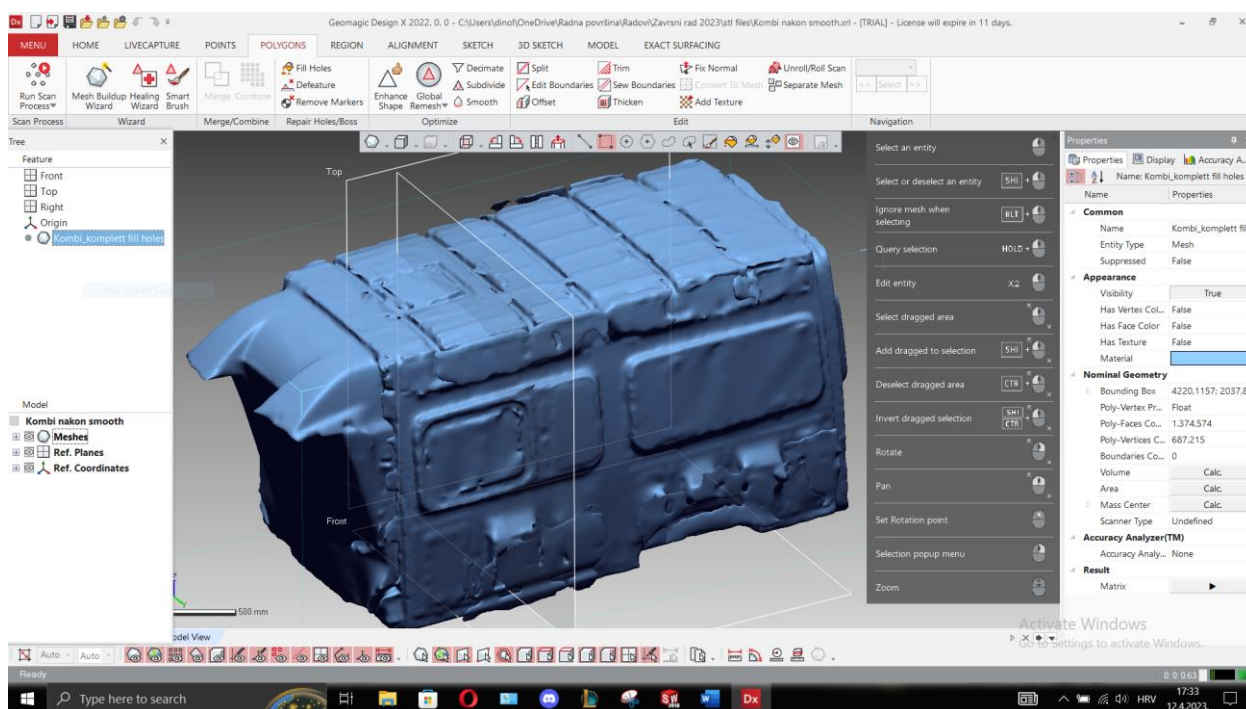 Geomagic Design X 2022. 0. 0 - C:\Users\dinol\OneDrive\Radna površina\Radovi\Zavrsni rad 2023\stl files\Kombi nakon smooth.xrl - [TRIAL] - License will expire in 11 days.
MENU HOME LIVECAPTURE POINTS POLYGONS REGION ALIGNMENT SKETCH 3D SKETCH MODEL EXACT SURFACING
Run Scan Process
Mesh Buildup Wizard
Healing Wizard
Smart Brush
Merge Combine
Fill Holes
Defeature
Remove Markers
Enhance Shape
Global Remesh
Decimate
Subdivide
Smooth
Split
Edit Boundaries
Offset
Trim
Sew Boundaries
Thicken
Fix Normal
Convert To Mesh
Add Texture
Unroll/Roll Scan
Separate Mesh
<< Select >>
Scan Process Wizard Merge/Combine Repair Holes/Boss Optimize Edit Navigation
Tree
Feature
Front
Top
Right
Origin
Kombi_komplett fill holes
Model
Kombi nakon smooth
Meshes
Ref. Planes
Ref. Coordinates
Top
Front
500 mm
odel View
Select an entity
Select or deselect an entity SHI +
Ignore mesh when selecting ALT +
Query selection HOLD +
Edit entity X2
Select dragged area
Add dragged to selection SHI +
Deselect dragged area CTR +
Invert dragged selection SHI CTR +
Rotate
Pan
Set Rotation point
Selection popup menu
Zoom
Properties
Properties Display Accuracy A...
Name: Kombi_komplett fill holes
Name Properties
Common
Name Kombi_komplett fil
Entity Type Mesh
Suppressed False
Appearance
Visibility True
Has Vertex Col... False
Has Face Color False
Has Texture False
Material
Nominal Geometry
Bounding Box 4220,1157; 2037,8
Poly-Vertex Pr... Float
Poly-Faces Co... 1.374.574
Poly-Vertices C... 687.215
Boundaries Co... 0
Volume Calc.
Area Calc.
Mass Center Calc.
Scanner Type Undefined
Accuracy Analyzer(TM)
Accuracy Analy... None
Result
Matrix
Activate Windows
Go to Settings to activate Windows.
Auto Auto
Ready
0: 0: 0.63
Type here to search
HRV
17:33
12.4.2023.